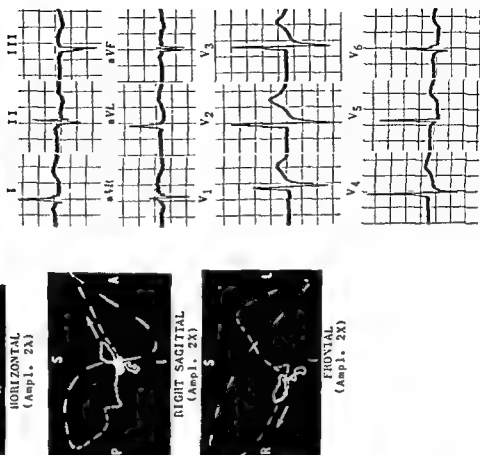 HORIZONTAL
(Ampl. 2X)
S
P A
I
RIGHT SAGITTAL
(Ampl. 2X)
S
R L
I
FRONTAL
(Ampl. 2X)
I II III
aVR aVL aVF
V1 V2 V3
V4 V5 V6